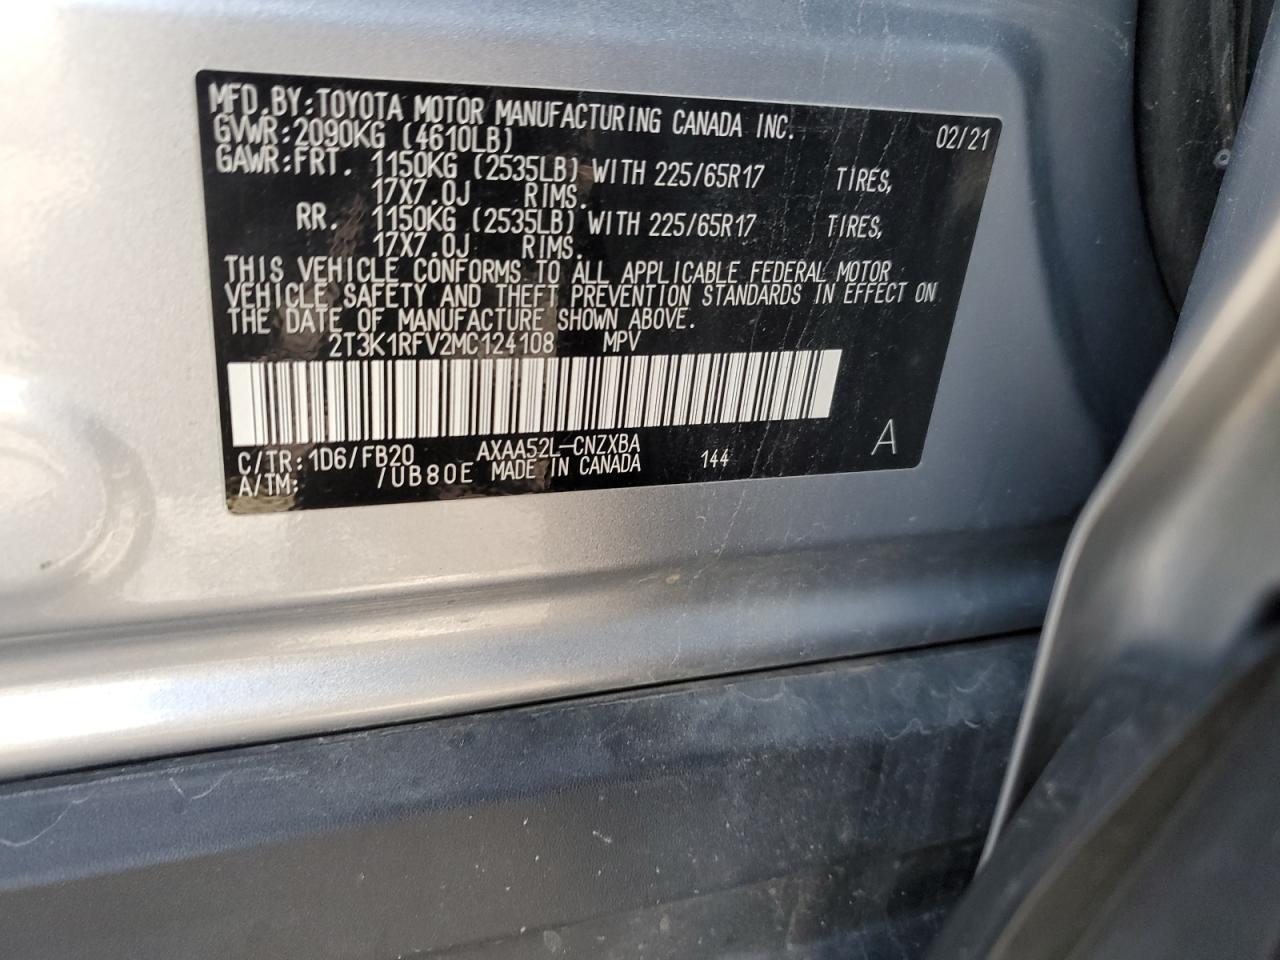 MFD.BY:TOYOTA MOTOR MANUFACTURING CANADA INC. 02/21
GVWR:2090KG (4610LB)
GAWR:FRT. 1150KG (2535LB) WITH 225/65R17 TIRES,
17X7.0J RIMS.
RR. 1150KG (2535LB) WITH 225/65R17 TIRES,
17X7.0J RIMS.
THIS VEHICLE CONFORMS TO ALL APPLICABLE FEDERAL MOTOR
VEHICLE SAFETY AND THEFT PREVENTION STANDARDS IN EFFECT ON
THE DATE OF MANUFACTURE SHOWN ABOVE.
2T3K1RFV2MC124108 MPV
C/TR:1D6/FB20 AXAA52L-CNZXBA A
A/TM: /UB80E MADE IN CANADA 144